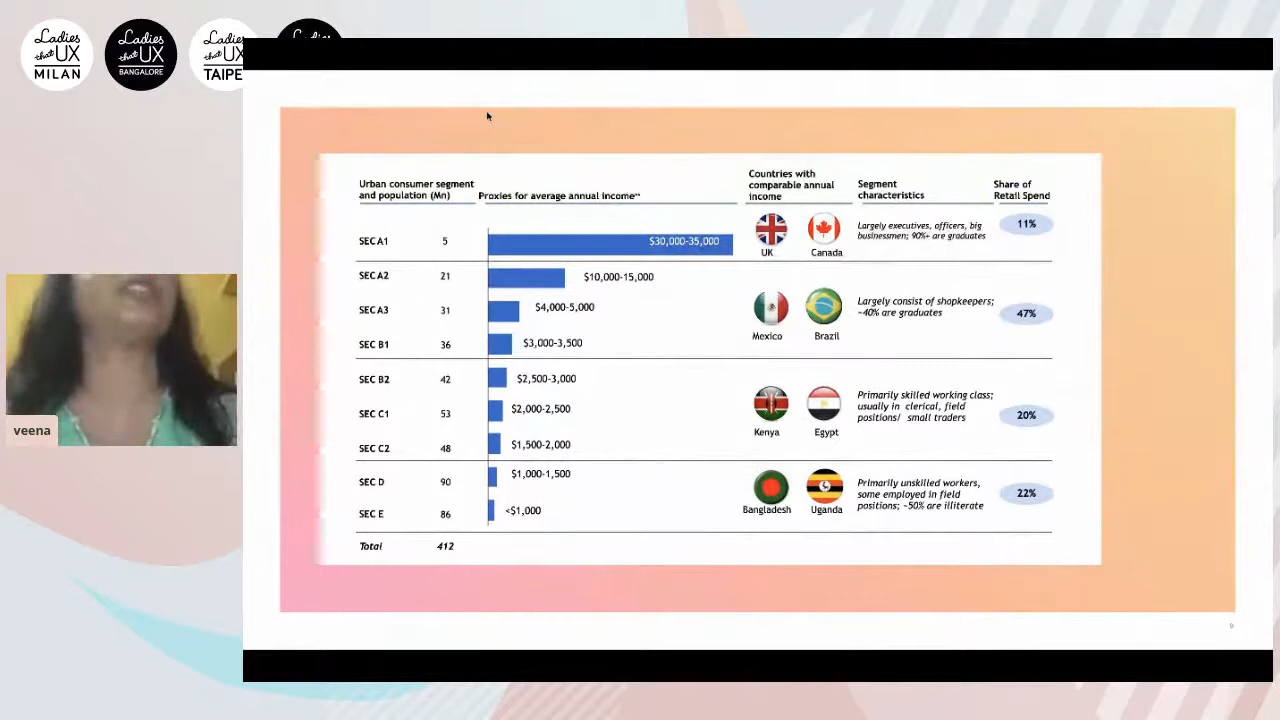 Ladies
that UX
MILAN
Ladies
that UX
BANGALORE
Ladies
that UX
TAIPE
Ladies
Urban consumer segment
and population (Mn)
Proxies for average annual income**
Countries with
comparable annual
income
Segment
characteristics
Share of
Retail Spend
SEC A1 5 $30,000-35,000
UK Canada
Largely executives, officers, big
businessmen; 90%+ are graduates
11%
SEC A2 21 $10,000-15,000
SEC A3 31 $4,000-5,000
SEC B1 36 $3,000-3,500
Mexico Brazil
Largely consist of shopkeepers;
~40% are graduates
47%
SEC B2 42 $2,500-3,000
SEC C1 53 $2,000-2,500
SEC C2 48 $1,500-2,000
Kenya Egypt
Primarily skilled working class;
usually in clerical, field
positions/ small traders
20%
SEC D 90 $1,000-1,500
SEC E 86 <$1,000
Bangladesh Uganda
Primarily unskilled workers,
some employed in field
positions; ~50% are illiterate
22%
Total 412
veena
9